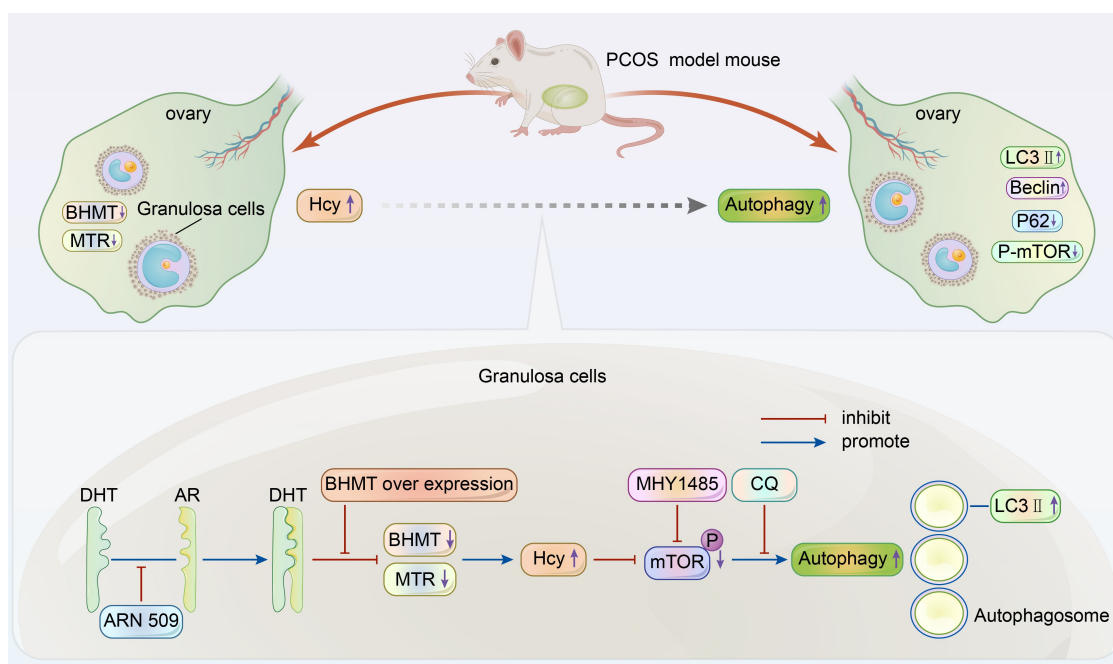 PCOS model mouse
ovary
BHMT↓
Granulosa cells
MTR↓
Hcy↑
Autophagy↑
ovary
LC3 Ⅱ↑
Beclin↑
P62↓
P-mTOR↓
Granulosa cells
inhibit
promote
DHT
AR
DHT
ARN 509
BHMT over expression
BHMT↓
MTR↓
Hcy↑
MHY1485
CQ
P
mTOR↓
Autophagy↑
LC3 Ⅱ↑
Autophagosome